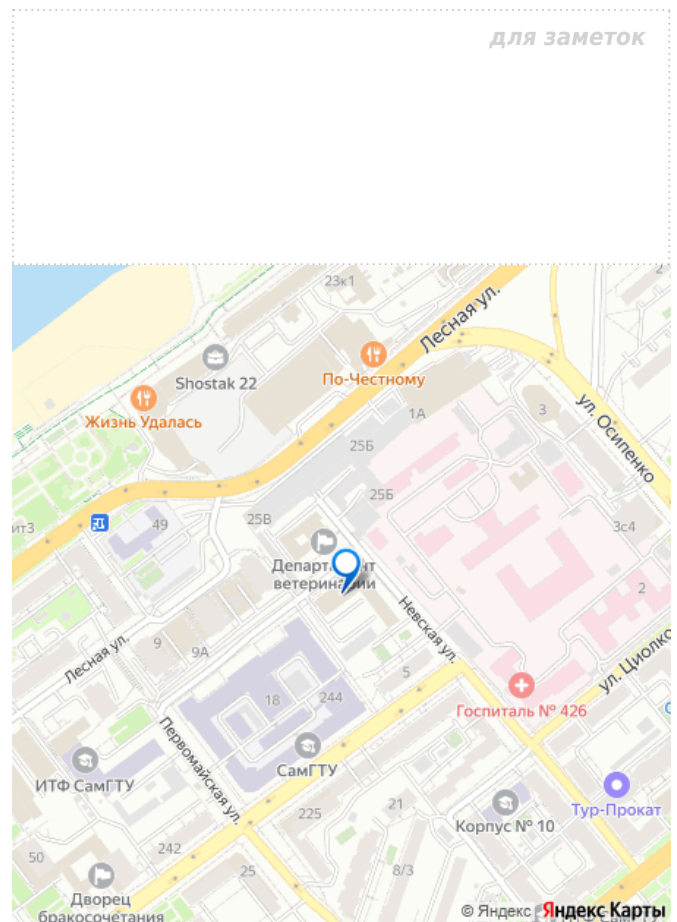 для заметок
23к1
2
Лесная ул.
Shostak 22
По-Честному
Жизнь Удалась
1А
3
ул. Осипенко
25Б
25Б
49
25В
3с4
Департамент
ветеринарии
2
Невская ул.
Лесная ул.
9
9А
5
ул. Циолко
18
244
Госпиталь № 426
Первомайская ул.
СамГТУ
ИТФ СамГТУ
Тур-Прокат
225
21
Корпус № 10
242
50
25
8/3
Дворец
бракосочетания
© Яндекс Яндекс Карты